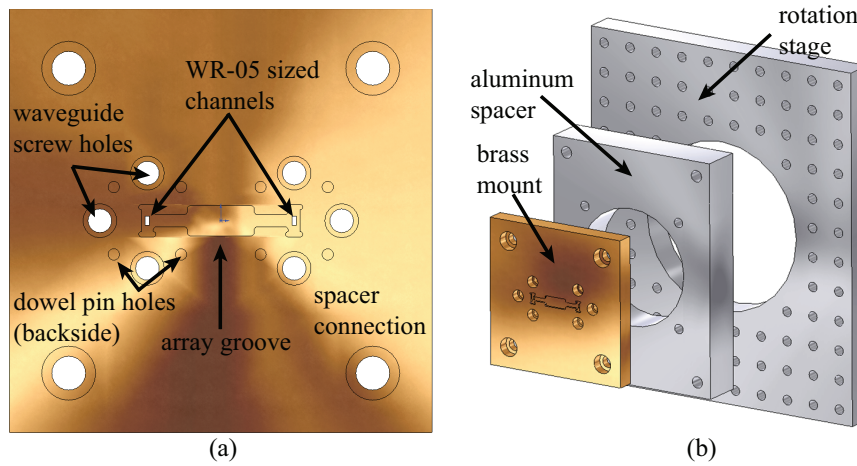 WR-05 sized
channels
waveguide
screw holes
dowel pin holes
(backside)
array groove
spacer
connection
(a)
rotation
stage
aluminum
spacer
brass
mount
(b)